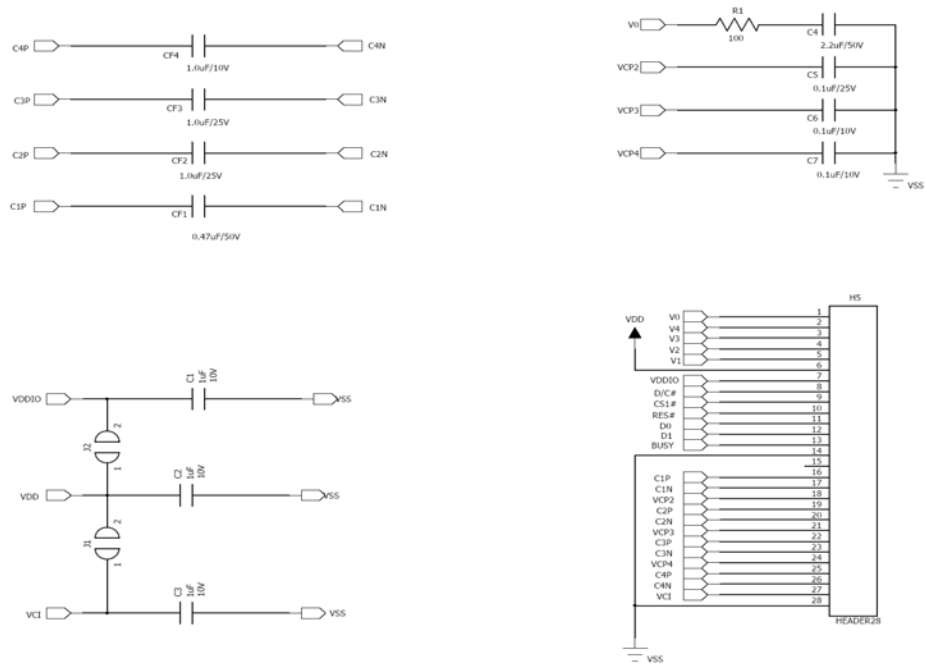 C4P
CF4
1.0uF/10V
C4N
C3P
CF3
1.0uF/25V
C3N
C2P
CF2
1.0uF/25V
C2N
C1P
CF1
0.47uF/50V
C1N
V0
R1
100
C4
2.2uF/50V
VCP2
C5
0.1uF/25V
VCP3
C6
0.1uF/10V
VCP4
C7
0.1uF/10V
VSS
VDDIO
C1
1uF
10V
VSS
J2
2
1
VDD
C2
1uF
10V
VSS
J1
2
1
VCI
C3
1uF
10V
VSS
H5
VDD
V0 1
V4 2
V3 3
V2 4
V1 5
6
VDDIO 7
D/C# 8
CS1# 9
RES# 10
D0 11
D1 12
BUSY 13
14
15
C1P 16
C1N 17
VCP2 18
C2P 19
C2N 20
VCP3 21
C3P 22
C3N 23
VCP4 24
C4P 25
C4N 26
VCI 27
28
HEADER28
VSS